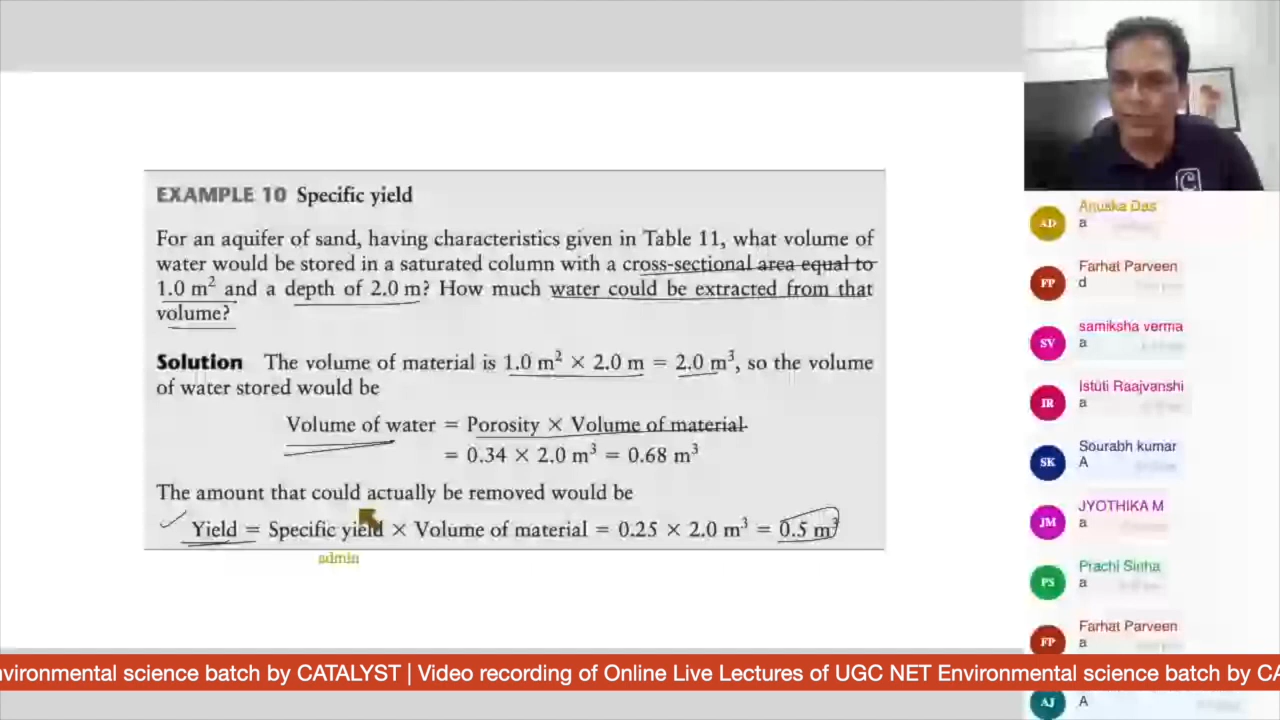 EXAMPLE 10 Specific yield
For an aquifer of sand, having characteristics given in Table 11, what volume of
water would be stored in a saturated column with a cross-sectional area equal to
1.0 m² and a depth of 2.0 m? How much water could be extracted from that
volume?
Solution The volume of material is 1.0 m² × 2.0 m = 2.0 m³, so the volume
of water stored would be
Volume of water = Porosity × Volume of material
= 0.34 × 2.0 m³ = 0.68 m³
The amount that could actually be removed would be
Yield = Specific yield × Volume of material = 0.25 × 2.0 m³ = 0.5 m³
admin
AD
Anuska Das
a
FP
Farhat Parveen
d
SV
samiksha verma
a
IR
Istuti Raajvanshi
a
SK
Sourabh kumar
A
JM
JYOTHIKA M
a
PS
Prachi Sinha
a
FP
Farhat Parveen
a
AJ
A
nvironmental science batch by CATALYST | Video recording of Online Live Lectures of UGC NET Environmental science batch by CA